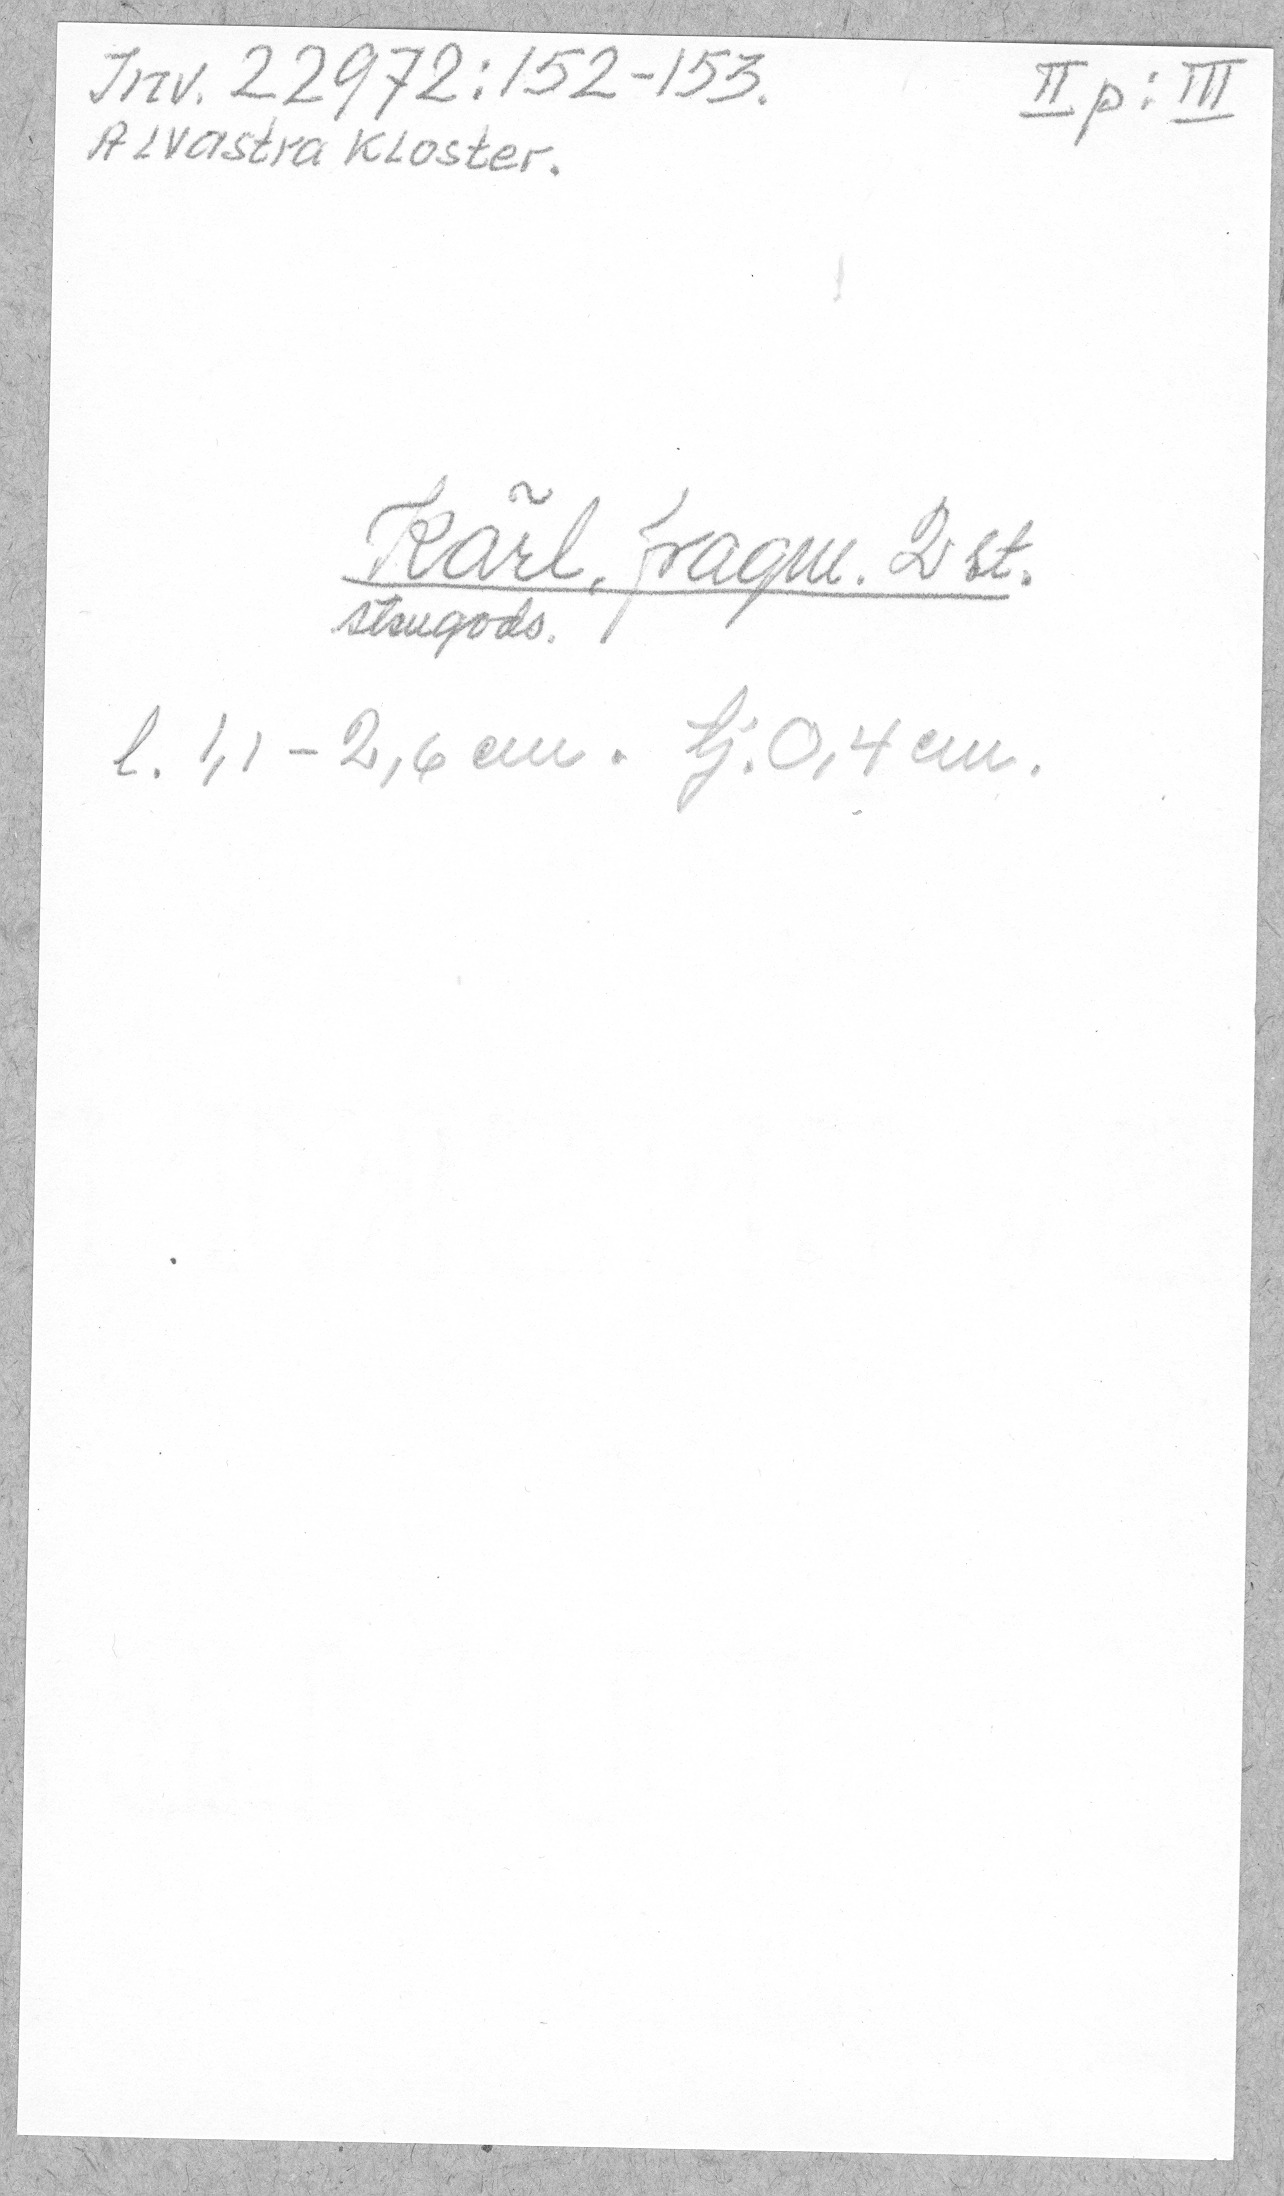 Inv. 22972:152-153. II p: III
Alvastra Kloster.
Kärl, fragm. 2 st.
stengods.
l. 1,1 - 2,6 cm. tj. 0,4 cm.